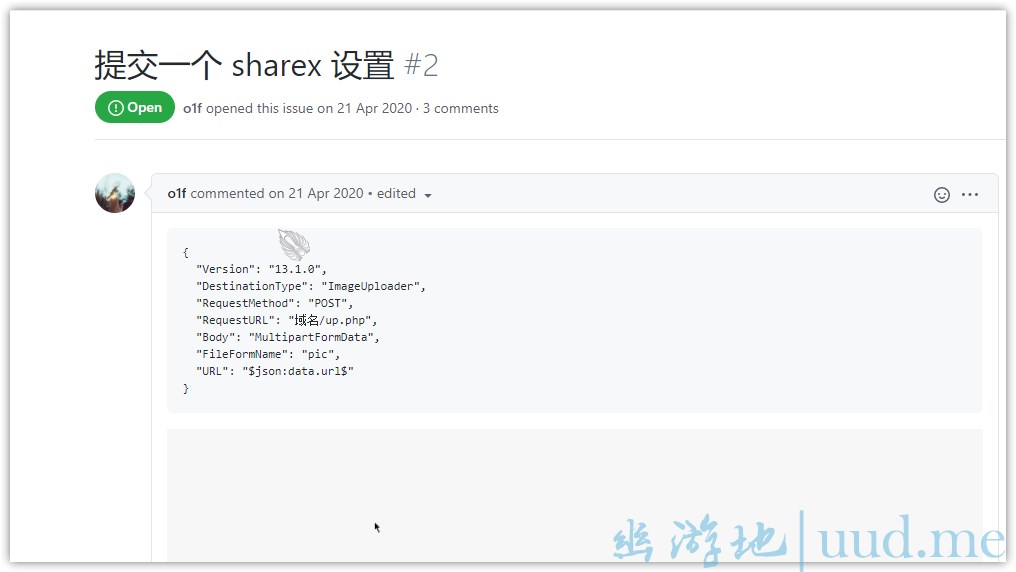 提交一个 sharex 设置 #2
Open o1f opened this issue on 21 Apr 2020 · 3 comments
o1f commented on 21 Apr 2020 • edited
{
  "Version": "13.1.0",
  "DestinationType": "ImageUploader",
  "RequestMethod": "POST",
  "RequestURL": "域名/up.php",
  "Body": "MultipartFormData",
  "FileFormName": "pic",
  "URL": "$json:data.url$"
}
幽游地|uud.me